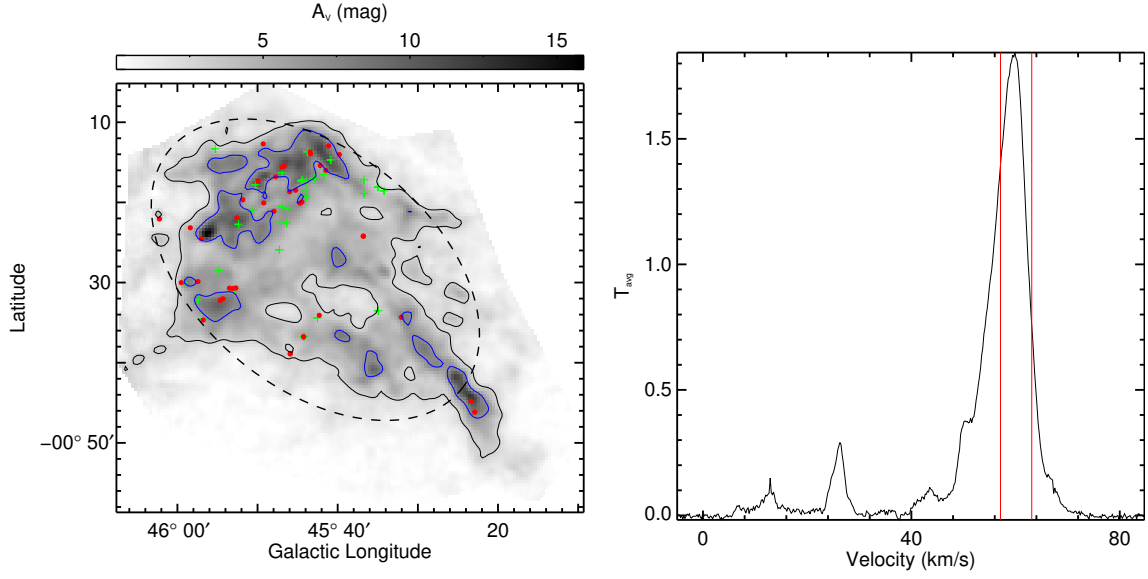 Aᵥ (mag)
5 10 15
10
30
−00° 50′
Latitude
46° 00′ 45° 40′ 20
Galactic Longitude
1.5
1.0
0.5
0.0
T_avg
0 40 80
Velocity (km/s)